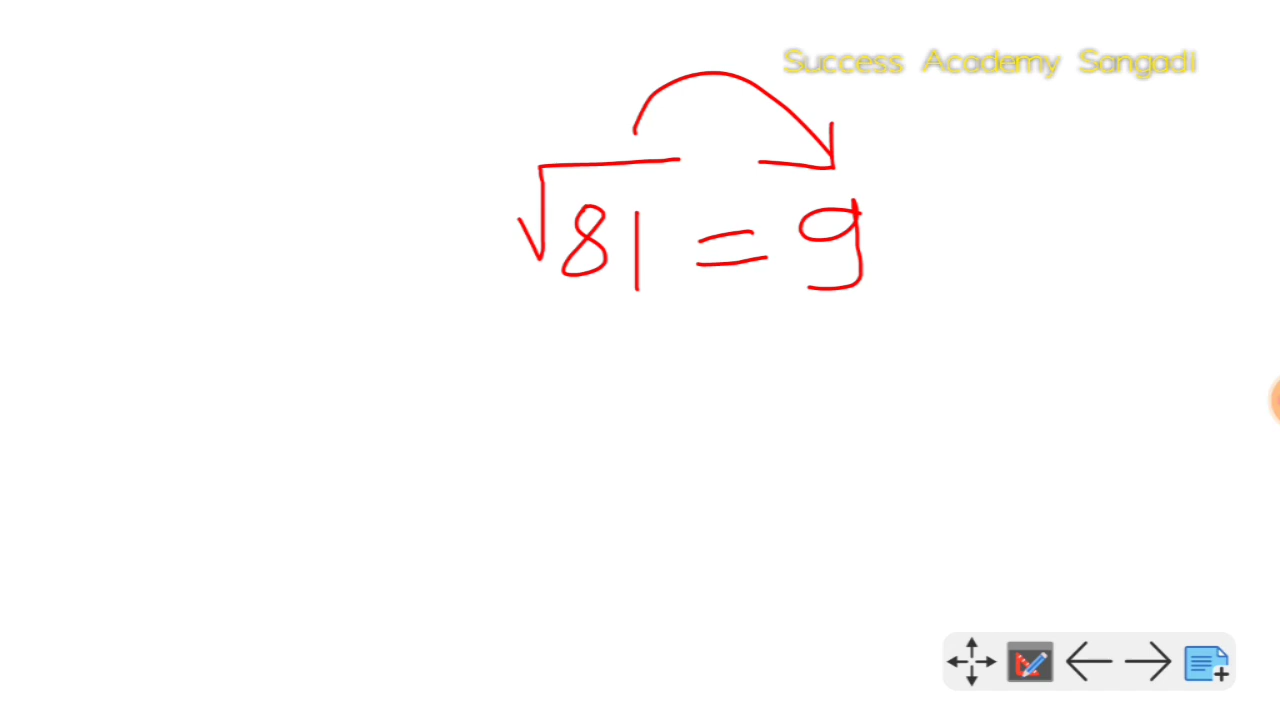 Success Academy Sangadi
√81 = 9